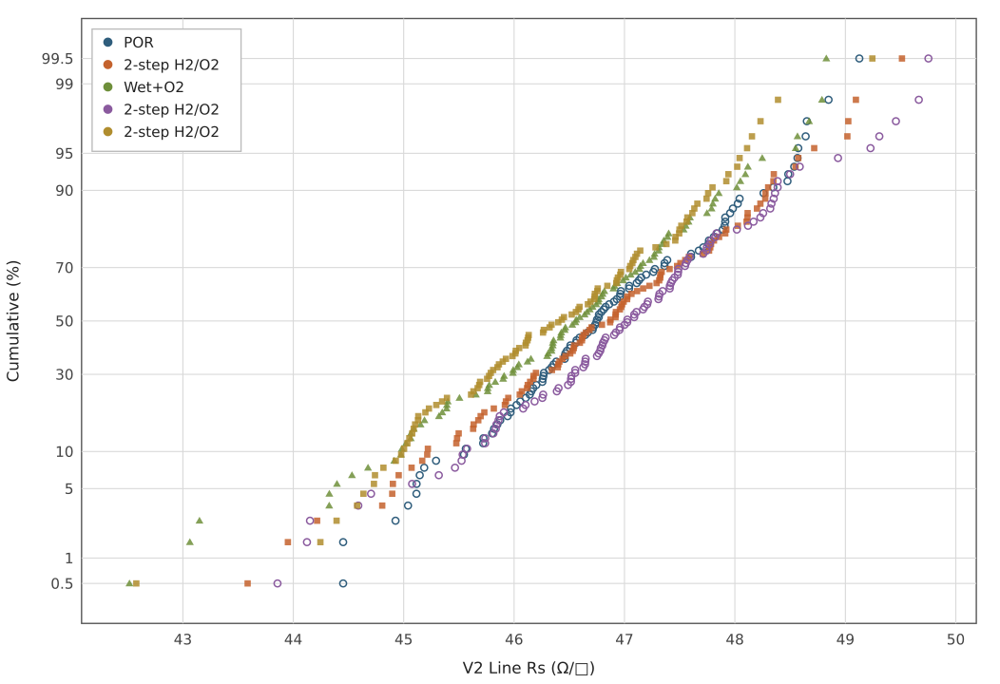 POR
2-step H2/O2
Wet+O2
2-step H2/O2
2-step H2/O2
99.5
99
95
90
70
50
30
10
5
1
0.5
Cumulative (%)
43 44 45 46 47 48 49 50
V2 Line Rs (Ω/□)